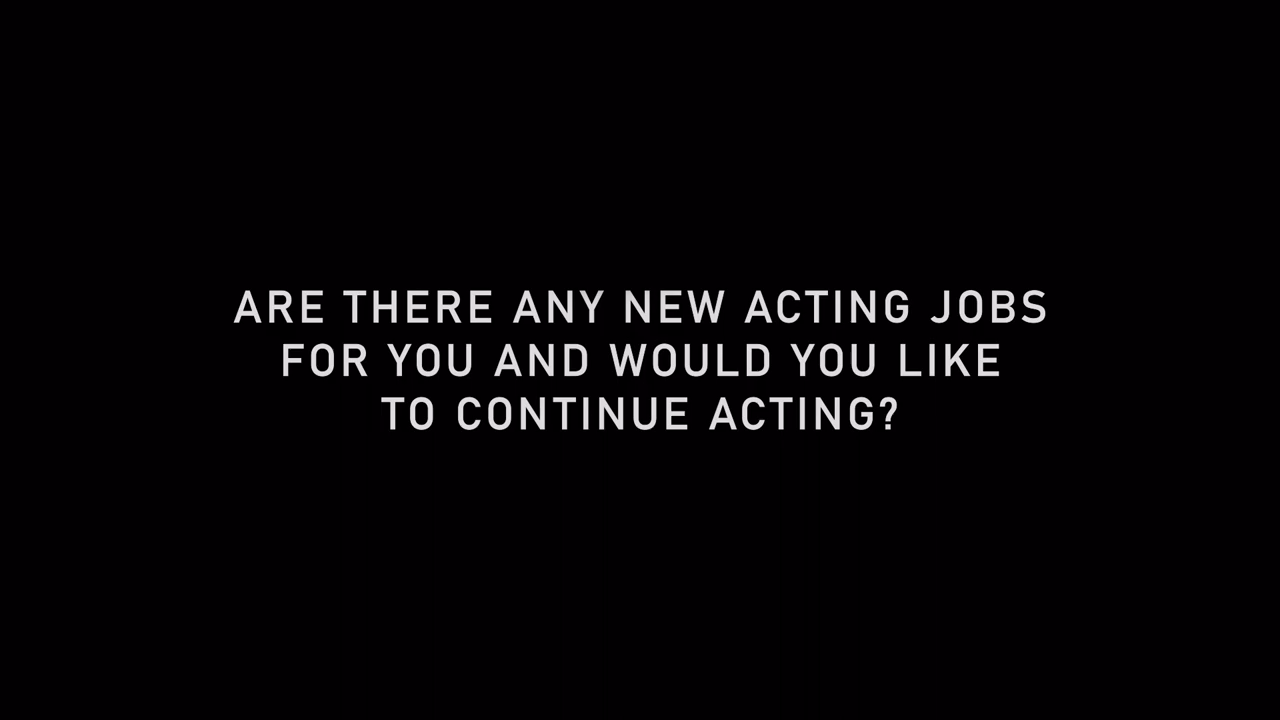 ARE THERE ANY NEW ACTING JOBS
FOR YOU AND WOULD YOU LIKE
TO CONTINUE ACTING?